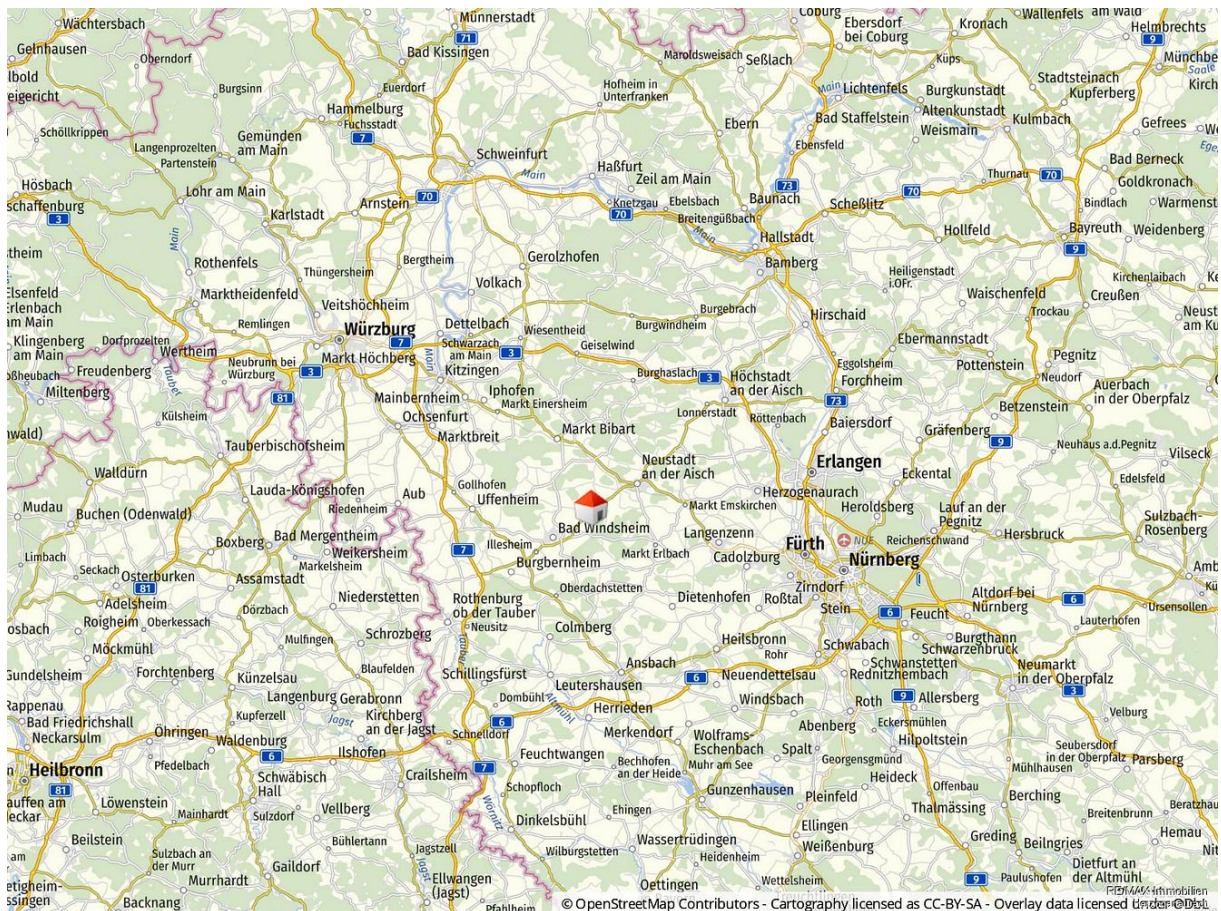 Wächtersbach
Münnerstadt
Coburg
Ebersdorf
bei Coburg
Kronach
Wallenfels
am Wald
Helmbrechts
Gelnhausen
71
Bad Kissingen
Maroldsweisach
Seßlach
9
Oberndorf
Küps
Saale
Burgsinn
Euerdorf
Hofheim in
Unterfranken
Main
Lichtenfels
Burgkunstadt
Stadtsteinach
Kupferberg
Hammelburg
Fuchsstadt
Altenkunstadt
Bad Staffelstein
Weismain
Kulmbach
Gefrees
Schöllkrippen
7
Gemünden
am Main
Ebern
Ebensfeld
Langenprozelten
Partenstein
Schweinfurt
Haßfurt
Main
Bad Berneck
Hösbach
Lohr am Main
Zeil am Main
73
70
Thurnau
70
Goldkronach
3
Karlstadt
Arnstein
70
Knetzgau
Ebelsbach
Baunach
Scheßlitz
Bindlach
70
Breitengüßbach
Main
Main
Hallstadt
Hollfeld
Bayreuth
Weidenberg
9
Rothenfels
Bergtheim
Gerolzhofen
Bamberg
Thüngersheim
Volkach
Heiligenstadt
i.OFr.
Kirchenlaibach
Marktheidenfeld
Veitshöchheim
Waischenfeld
Creußen
Remlingen
Dettelbach
Wiesentheid
Burgebrach
Burgwindheim
Hirschaid
Trockau
Klingenberg
am Main
Dorfprozelten
Würzburg
7
Schwarzach
am Main
Geiselwind
Ebermannstadt
Wertheim
Markt Höchberg
3
Main
Pegnitz
Freudenberg
Neubrunn bei
Würzburg
3
Kitzingen
Burghaslach
3
Höchstadt
an der Aisch
Eggolsheim
Forchheim
Pottenstein
Neudorf
Auerbach
in der Oberpfalz
Miltenberg
Tauber
81
Mainbernheim
Iphofen
Markt Einersheim
Lonnerstadt
Röttenbach
73
Betzenstein
Külsheim
Ochsenfurt
Marktbreit
Markt Bibart
Baiersdorf
Gräfenberg
9
Neuhaus a.d.Pegnitz
Tauberbischofsheim
Vilseck
Walldürn
Neustadt
an der Aisch
Erlangen
Eckental
Edelsfeld
Lauda-Königshofen
Aub
Gollhofen
Uffenheim
Herzogenaurach
Mudau
Buchen (Odenwald)
Riedenheim
Markt Emskirchen
Heroldsberg
Lauf an der
Pegnitz
Sulzbach-
Rosenberg
Limbach
Boxberg
Bad Mergentheim
Weikersheim
Bad Windsheim
Langenzenn
Fürth
NUE
Reichenschwand
Hersbruck
7
Illesheim
Markt Erlbach
Cadolzburg
Nürnberg
Seckach
Osterburken
Markelsheim
Burgbernheim
Assamstadt
Oberdachstetten
Zirndorf
81
Adelsheim
Niederstetten
Rothenburg
ob der Tauber
Dietenhofen
Roßtal
Stein
6
Feucht
Altdorf bei
Nürnberg
6
Ursensollen
Roigheim
Oberkessach
Dörzbach
Neusitz
Colmberg
Lauterhofen
Möckmühl
Mulfingen
Schrozberg
Tauber
Heilsbronn
Schwabach
Burgthann
Schwarzenbruck
Gundelsheim
Forchtenberg
Blaufelden
Schillingsfürst
Ansbach
Rohr
Schwanstetten
Rednitzhembach
Neumarkt
in der Oberpfalz
3
Künzelsau
Leutershausen
6
Neuendettelsau
Langenburg
Gerabronn
Dombühl
Altmühl
Herrieden
Windsbach
Roth
9
Allersberg
Velburg
Bad Friedrichshall
Neckarsulm
Kupferzell
Kirchberg
an der Jagst
6
Abenberg
Eckersmühlen
Öhringen
Waldenburg
Jagst
Schnelldorf
Merkendorf
Wolframs-
Eschenbach
Hilpoltstein
Seubersdorf
in der Oberpfalz
6
Ilshofen
Feuchtwangen
Muhr am See
Spalt
Parsberg
Heilbronn
Pfedelbach
Crailsheim
7
Bechhofen
an der Heide
Georgensgmünd
Mühlhausen
81
Schwäbisch
Hall
Schopfloch
Gunzenhausen
Heideck
Offenbau
Löwenstein
Mainhardt
Vellberg
Wörnitz
Pleinfeld
Thalmässing
Berching
Sulzdorf
Ehingen
Breitenbrunn
Beilstein
Bühlertann
Dinkelsbühl
Wassertrüdingen
Ellingen
Weißenburg
Greding
Beilngries
Hemau
Sulzbach an
der Murr
Jagstzell
Wilburgstetten
Heidenheim
Dietfurt an
der Altmühl
Gaildorf
Jagst
Murrhardt
Ellwangen
(Jagst)
Oettingen
Wettelsheim
9
Paulushofen
Backnang
Pfahlheim
RE/MAX Immobilien
© OpenStreetMap Contributors - Cartography licensed as CC-BY-SA - Overlay data licensed under ODbL